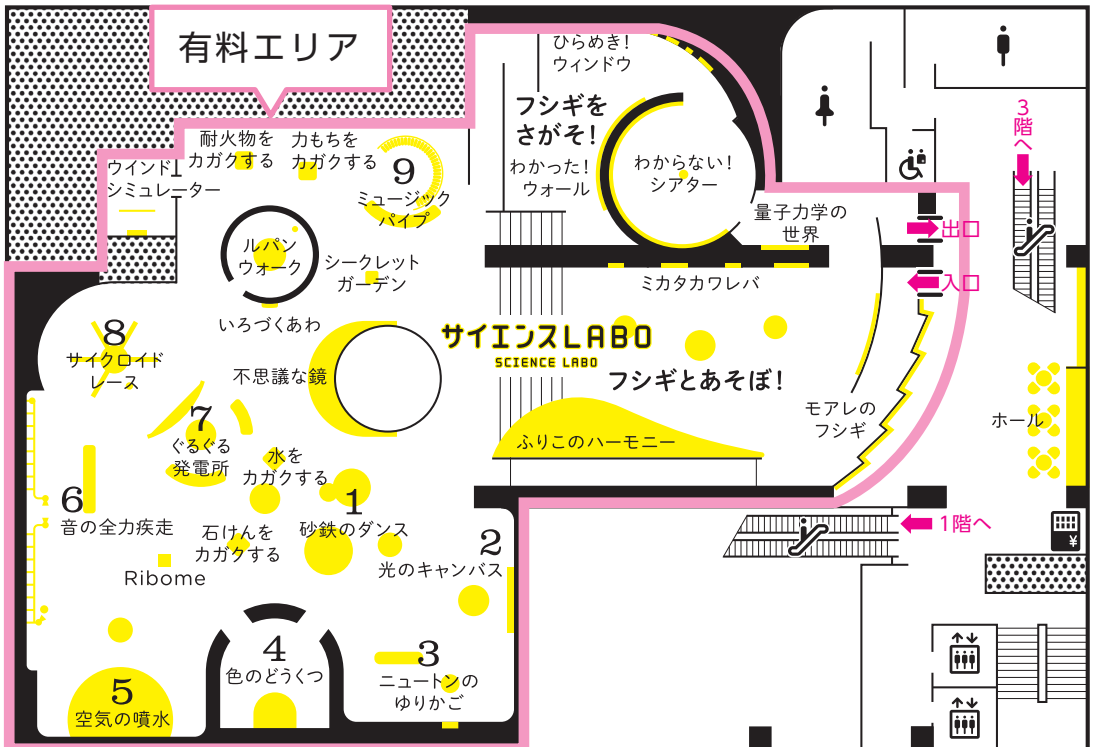 有料エリア
ひらめき!
ウィンドウ
フシギを
さがそ!
わかった!
ウォール
わからない!
シアター
量子力学の
世界
3階へ
出口
入口
耐火物を
カガクする
力もちを
カガクする
9
ミュージック
パイプ
ウインド
シミュレーター
ルパン
ウォーク
シークレット
ガーデン
いろづくあわ
ミカタカワレバ
サイエンスLABO
SCIENCE LABO
フシギとあそぼ!
8
サイクロイド
レース
不思議な鏡
モアレの
フシギ
ホール
ふりこのハーモニー
7
ぐるぐる
発電所
水を
カガクする
6
音の全力疾走
1
砂鉄のダンス
石けんを
カガクする
2
光のキャンバス
1階へ
¥
Ribome
4
色のどうくつ
3
ニュートンの
ゆりかご
5
空気の噴水